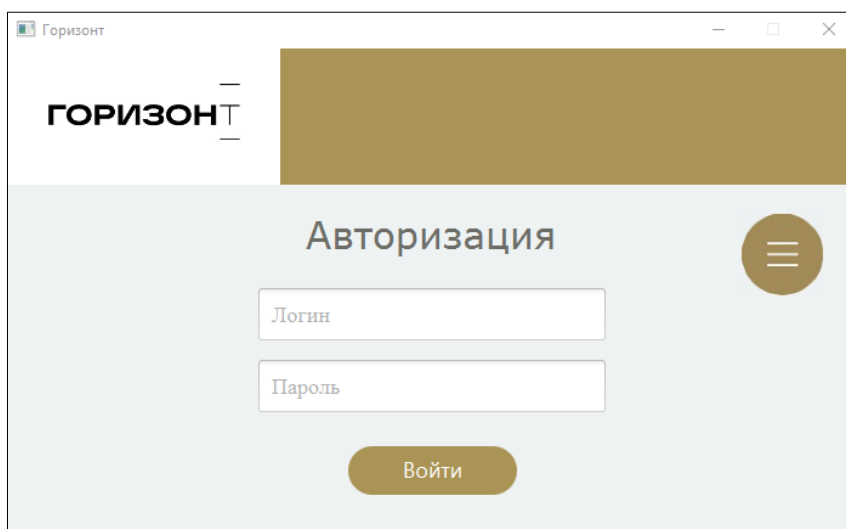 Горизонт
ГОРИЗОНТ
Авторизация
Логин
Пароль
Войти